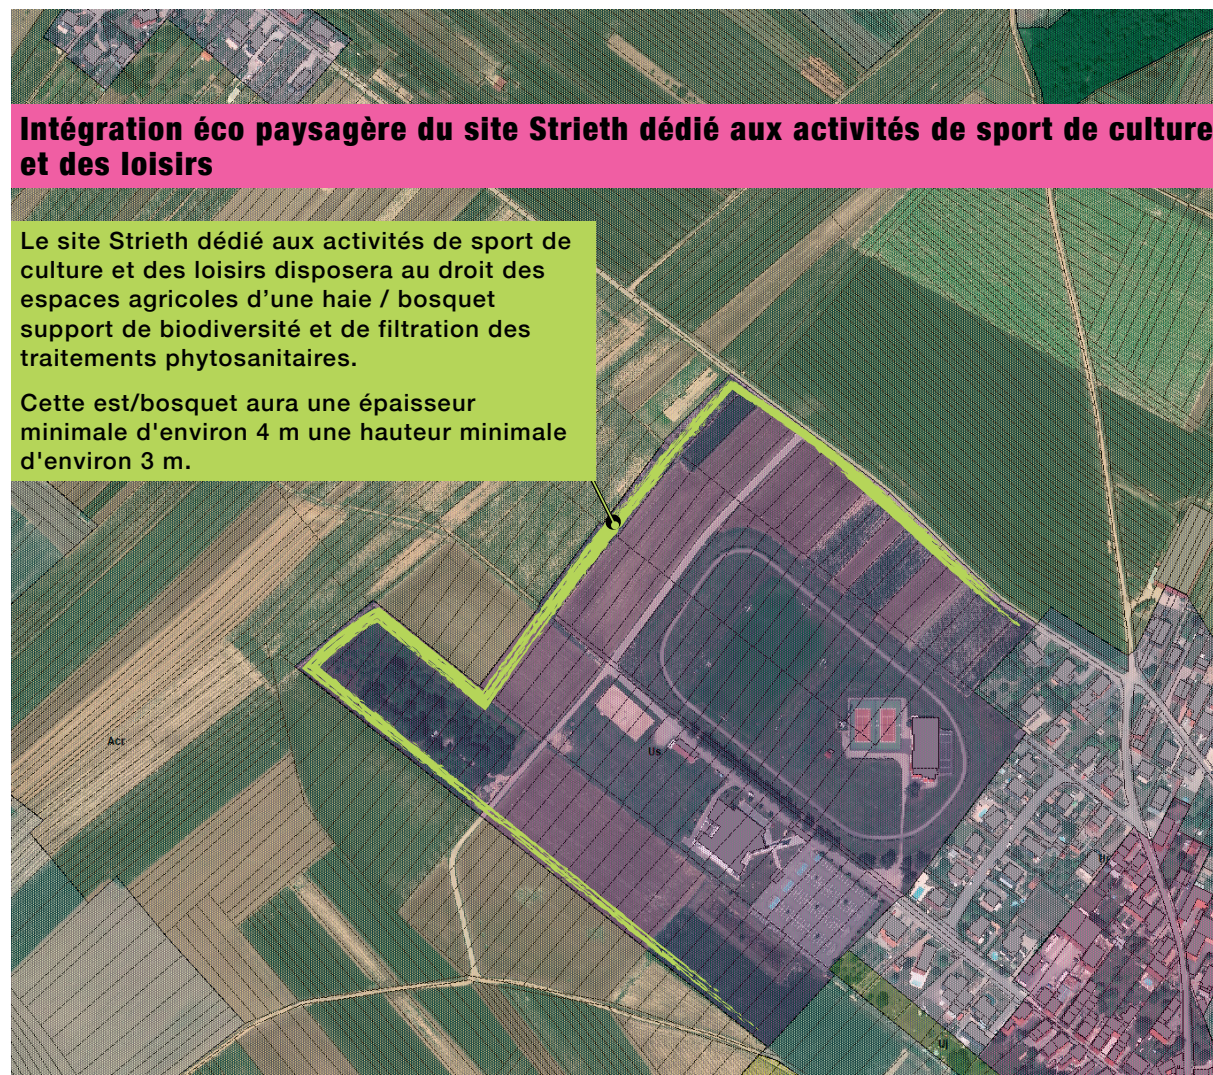 Intégration éco paysagère du site Strieth dédié aux activités de sport de culture
et des loisirs
Le site Strieth dédié aux activités de sport de
culture et des loisirs disposera au droit des
espaces agricoles d’une haie / bosquet
support de biodiversité et de filtration des
traitements phytosanitaires.
Cette est/bosquet aura une épaisseur
minimale d'environ 4 m une hauteur minimale
d'environ 3 m.
Us
Uj